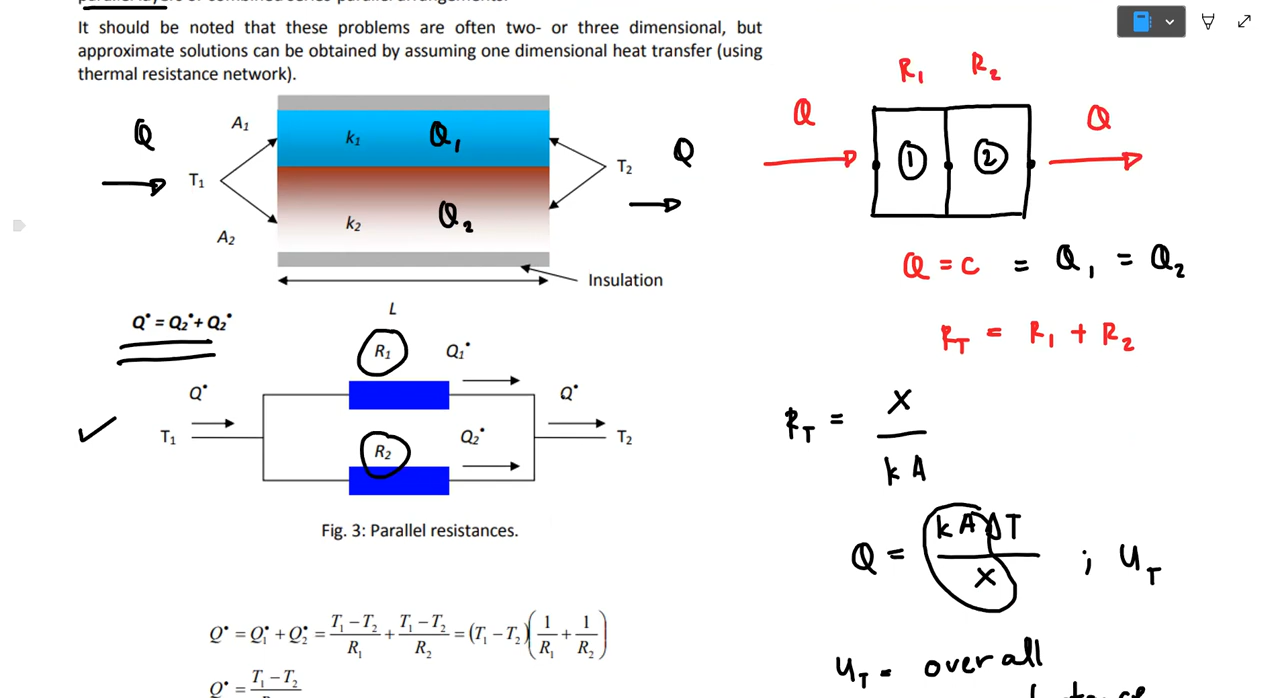 It should be noted that these problems are often two- or three dimensional, but
approximate solutions can be obtained by assuming one dimensional heat transfer (using
thermal resistance network).
Q
A1
k1
Q1
T1
T2
Q
A2
k2
Q2
Insulation
L
Q• = Q2• + Q2•
R1
Q1•
Q•
Q•
T1
T2
R2
Q2•
Fig. 3: Parallel resistances.
Q• = Q1• + Q2• = (T1 − T2)/R1 + (T1 − T2)/R2 = (T1 − T2)(1/R1 + 1/R2)
Q• = T1 − T2
R1 R2
Q
Q
① ②
Q = C = Q1 = Q2
RT = R1 + R2
RT = x / kA
Q = kAΔT / x ; UT
UT = overall